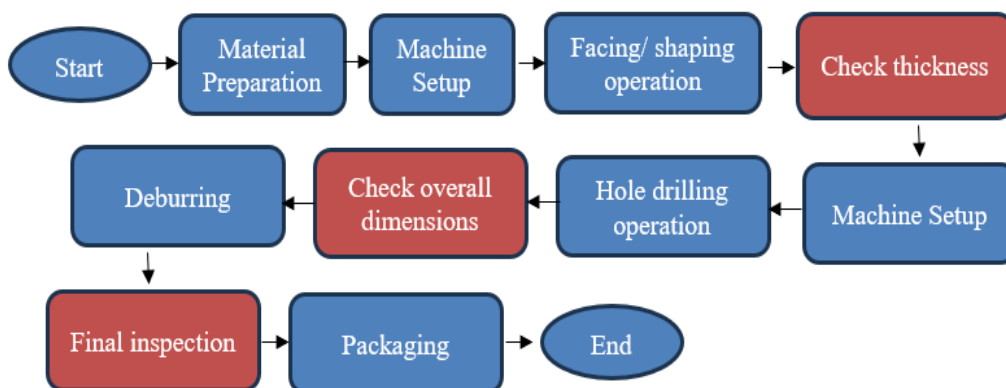 Start
Material
Preparation
Machine
Setup
Facing/ shaping
operation
Check thickness
Machine Setup
Hole drilling
operation
Check overall
dimensions
Deburring
Final inspection
Packaging
End